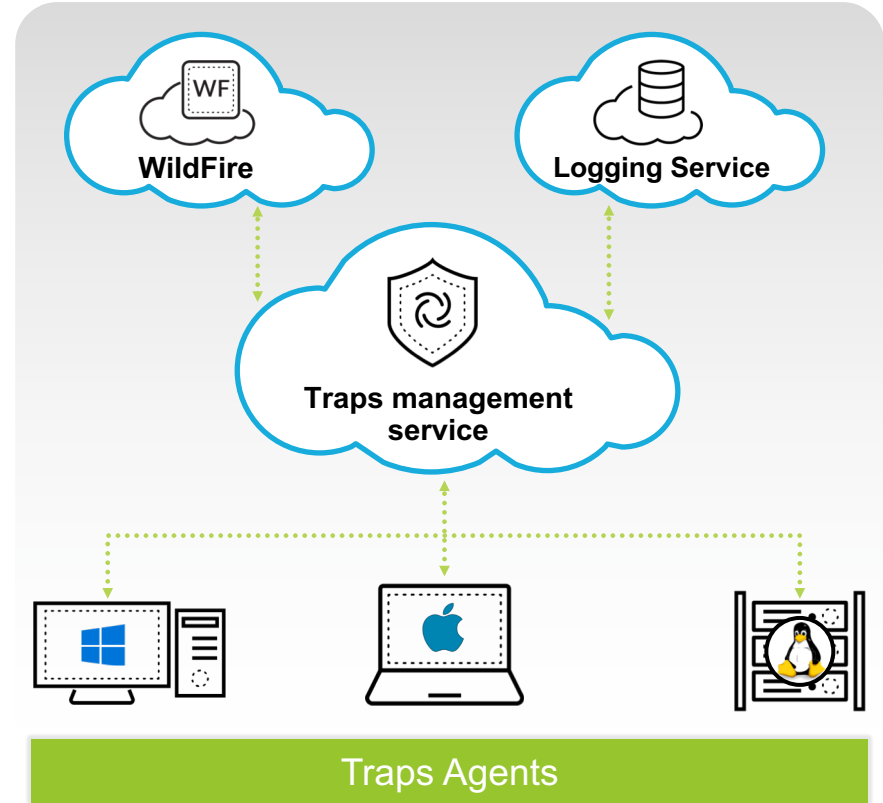 WF
WildFire
Logging Service
Traps management
service
Traps Agents